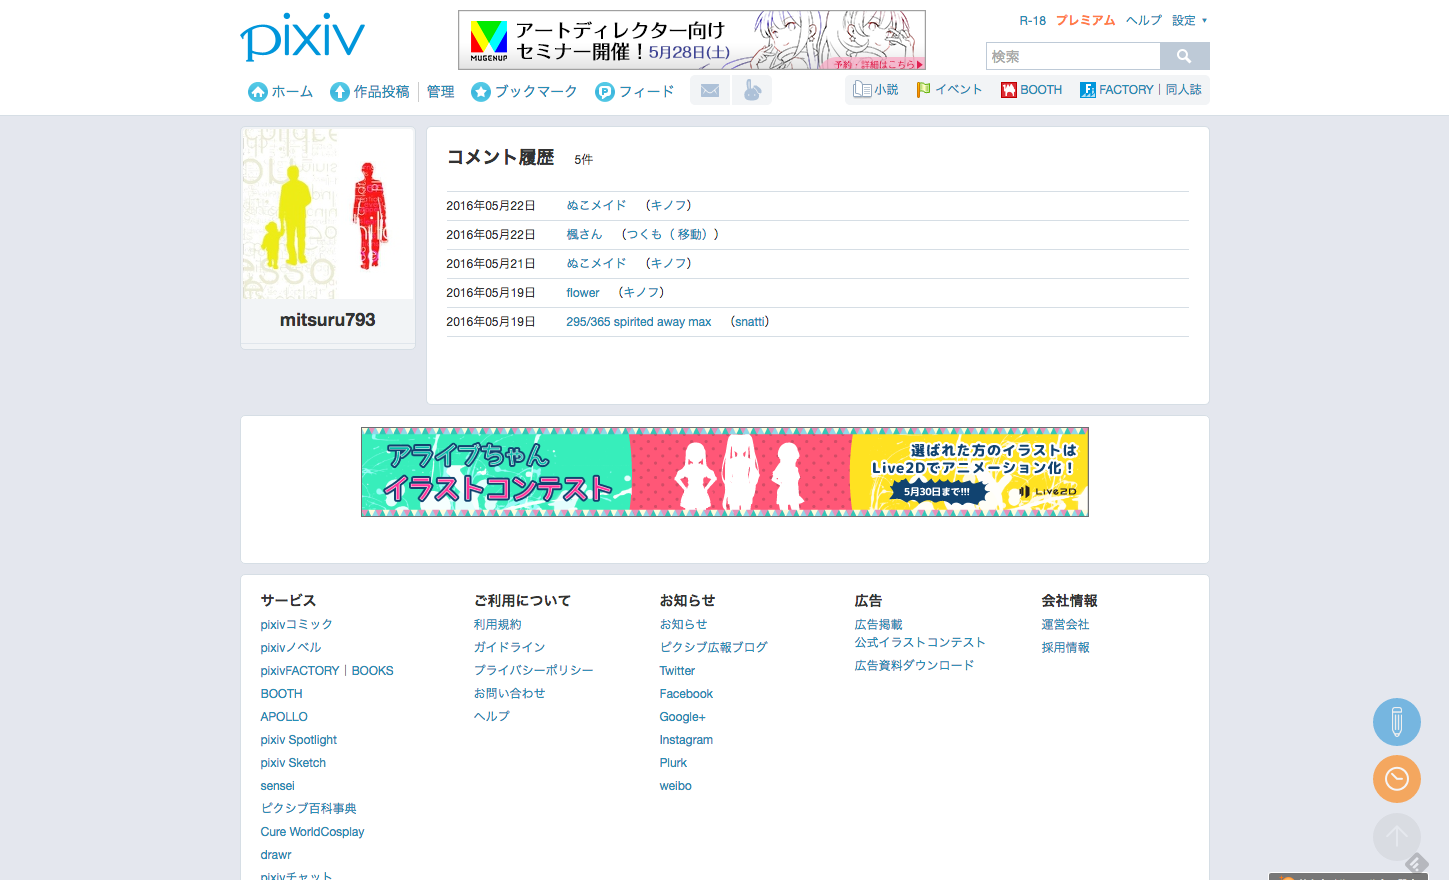 pixiv
MUGENUP
アートディレクター向け
セミナー開催！5月28日(土)
予約・詳細はこちら▶
R-18 プレミアム ヘルプ 設定 ▼
検索
ホーム 作品投稿 管理 ブックマーク フィード
小説 イベント BOOTH FACTORY｜同人誌
mitsuru793
コメント履歴 5件
2016年05月22日 ぬこメイド （キノフ）
2016年05月22日 楓さん （つくも（移動））
2016年05月21日 ぬこメイド （キノフ）
2016年05月19日 flower （キノフ）
2016年05月19日 295/365 spirited away max （snatti）
アライブちゃん
イラストコンテスト
選ばれた方のイラストは
Live2Dでアニメーション化！
5月30日まで!!!
Live2D
サービス
pixivコミック
pixivノベル
pixivFACTORY｜BOOKS
BOOTH
APOLLO
pixiv Spotlight
pixiv Sketch
sensei
ピクシブ百科事典
Cure WorldCosplay
drawr
pixivチャット
ご利用について
利用規約
ガイドライン
プライバシーポリシー
お問い合わせ
ヘルプ
お知らせ
お知らせ
ピクシブ広報ブログ
Twitter
Facebook
Google+
Instagram
Plurk
weibo
広告
広告掲載
公式イラストコンテスト
広告資料ダウンロード
会社情報
運営会社
採用情報